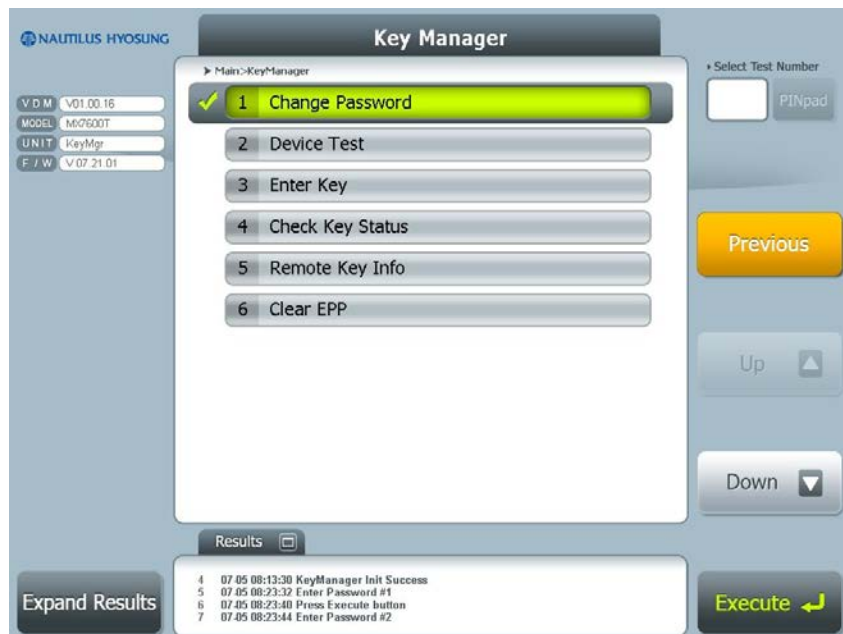 NAUTILUS HYOSUNG
Key Manager
Main>KeyManager
Select Test Number
PINpad
VDM V01.00.16
MODEL MX7600T
UNIT KeyMgr
F / W V 07.21.01
1 Change Password
2 Device Test
3 Enter Key
4 Check Key Status
5 Remote Key Info
6 Clear EPP
Previous
Up
Down
Results
4 07-05 08:13:30 KeyManager Init Success
5 07-05 08:23:32 Enter Password #1
6 07-05 08:23:40 Press Execute button
7 07-05 08:23:44 Enter Password #2
Expand Results
Execute